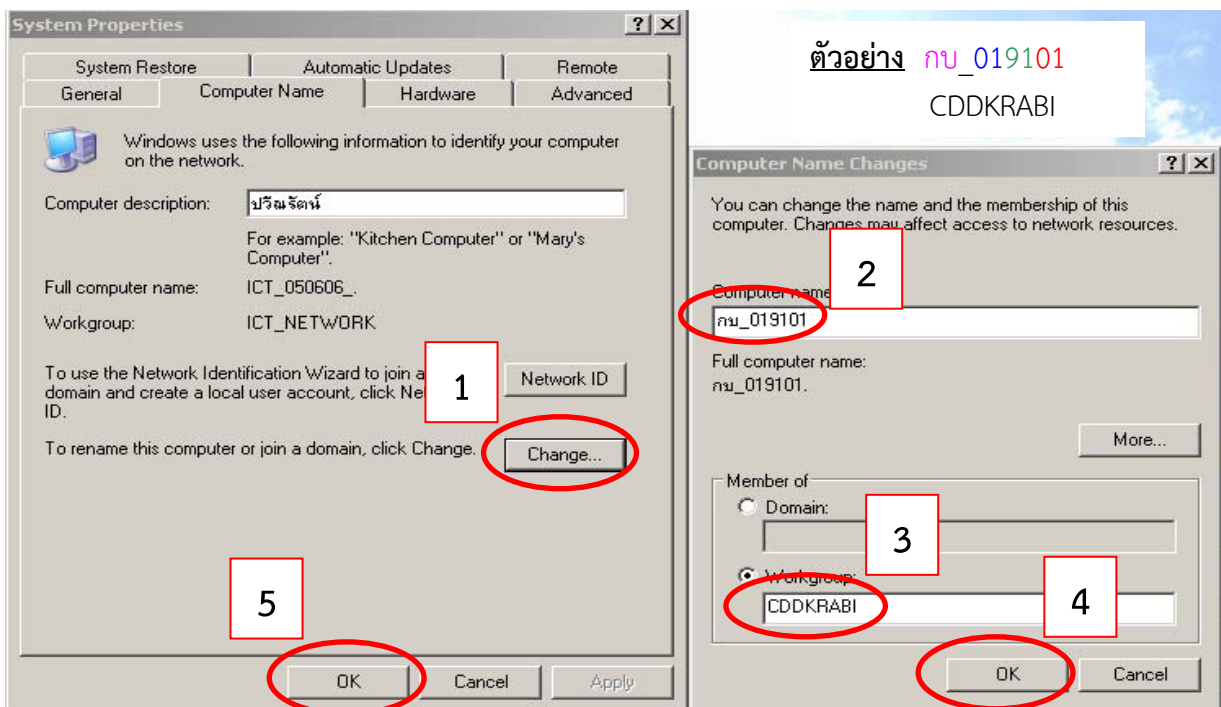 System Properties
System Restore Automatic Updates Remote
General Computer Name Hardware Advanced
Windows uses the following information to identify your computer
on the network.
Computer description: ปวีณรัตน์
For example: "Kitchen Computer" or "Mary's
Computer".
Full computer name: ICT_050606_.
Workgroup: ICT_NETWORK
To use the Network Identification Wizard to join a
domain and create a local user account, click Ne
ID.
Network ID
1
To rename this computer or join a domain, click Change.
Change...
5
OK Cancel Apply
ตัวอย่าง กบ_019101
CDDKRABI
Computer Name Changes
You can change the name and the membership of this
computer. Changes may affect access to network resources.
2
Computer name
กบ_019101
Full computer name:
กบ_019101.
More...
Member of
Domain:
3
Workgroup:
CDDKRABI
4
OK Cancel